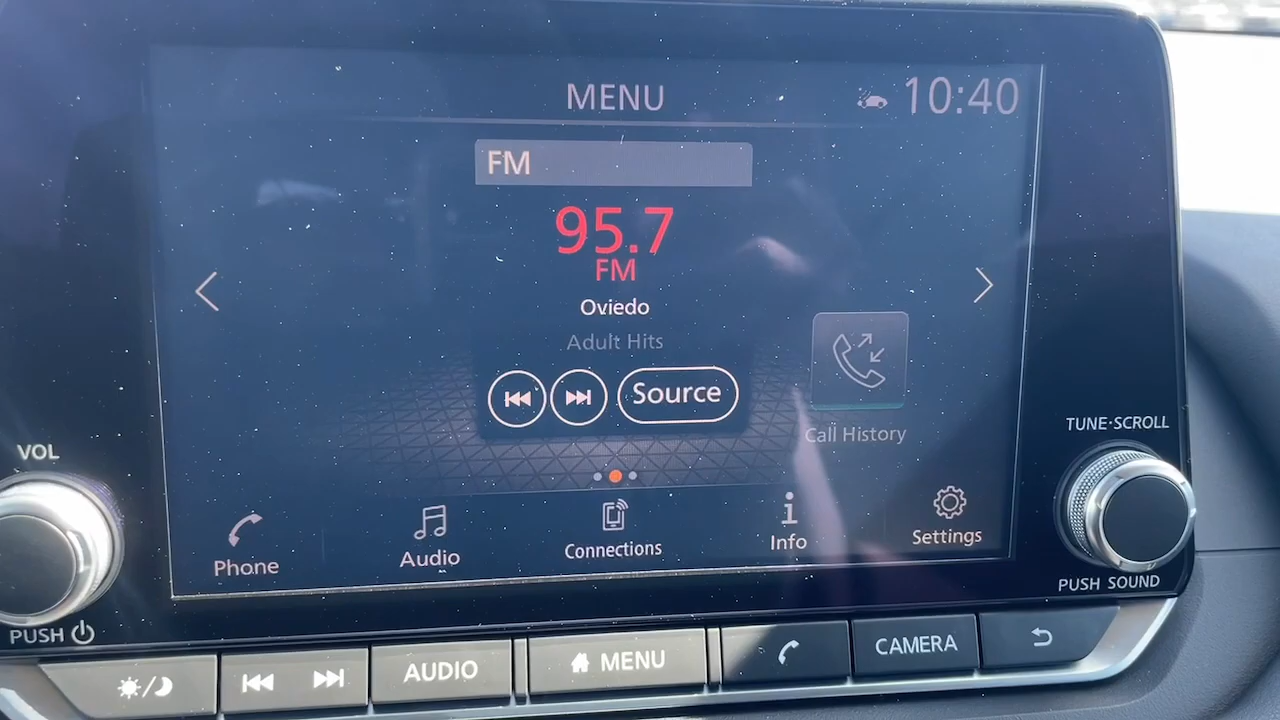 MENU
10:40
FM
95.7
FM
Oviedo
Adult Hits
Source
Call History
Phone
Audio
Connections
Info
Settings
VOL
PUSH
TUNE·SCROLL
PUSH SOUND
AUDIO
MENU
CAMERA